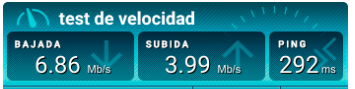 test de velocidad
BAJADA SUBIDA PING
6.86 Mb/s 3.99 Mb/s 292 ms